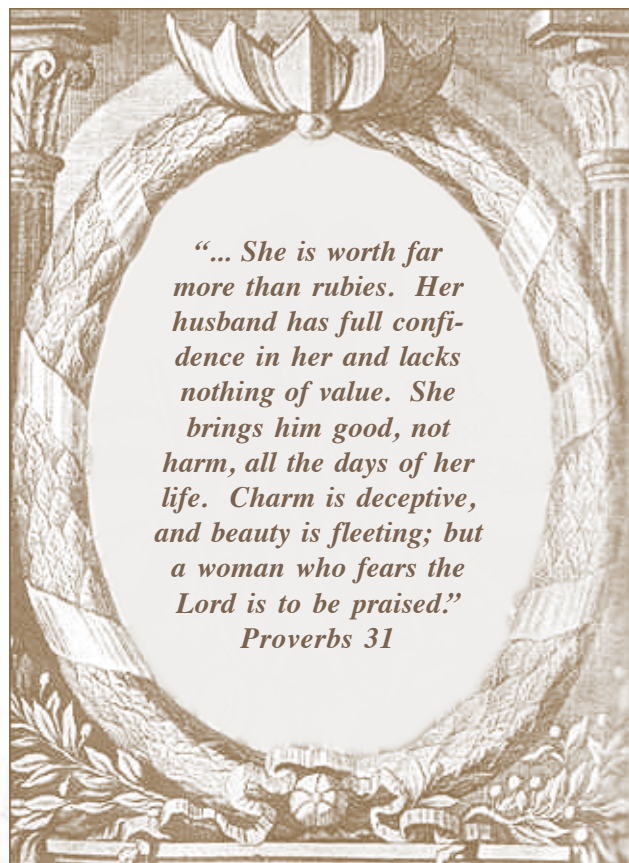 “... She is worth far
more than rubies.  Her
husband has full confi-
dence in her and lacks
nothing of value.  She
brings him good, not
harm, all the days of her
life.  Charm is deceptive,
and beauty is fleeting; but
a woman who fears the
Lord is to be praised.”
Proverbs 31